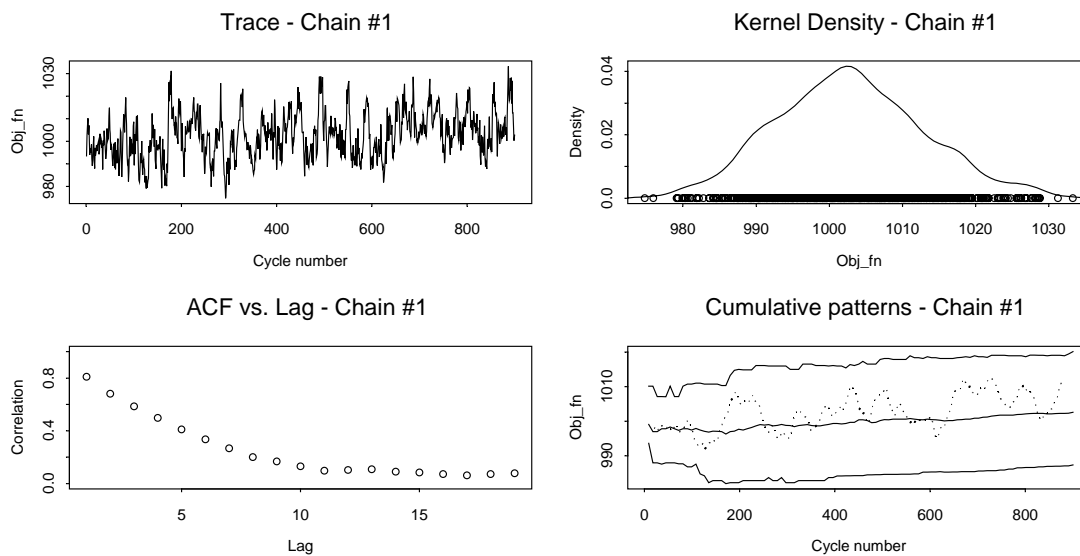 Trace - Chain #1
Obj_fn
980 1000 1030
0 200 400 600 800
Cycle number
Kernel Density - Chain #1
Density
0.0 0.02 0.04
980 990 1000 1010 1020 1030
Obj_fn
ACF vs. Lag - Chain #1
Correlation
0.0 0.4 0.8
5 10 15
Lag
Cumulative patterns - Chain #1
Obj_fn
990 1010
0 200 400 600 800
Cycle number